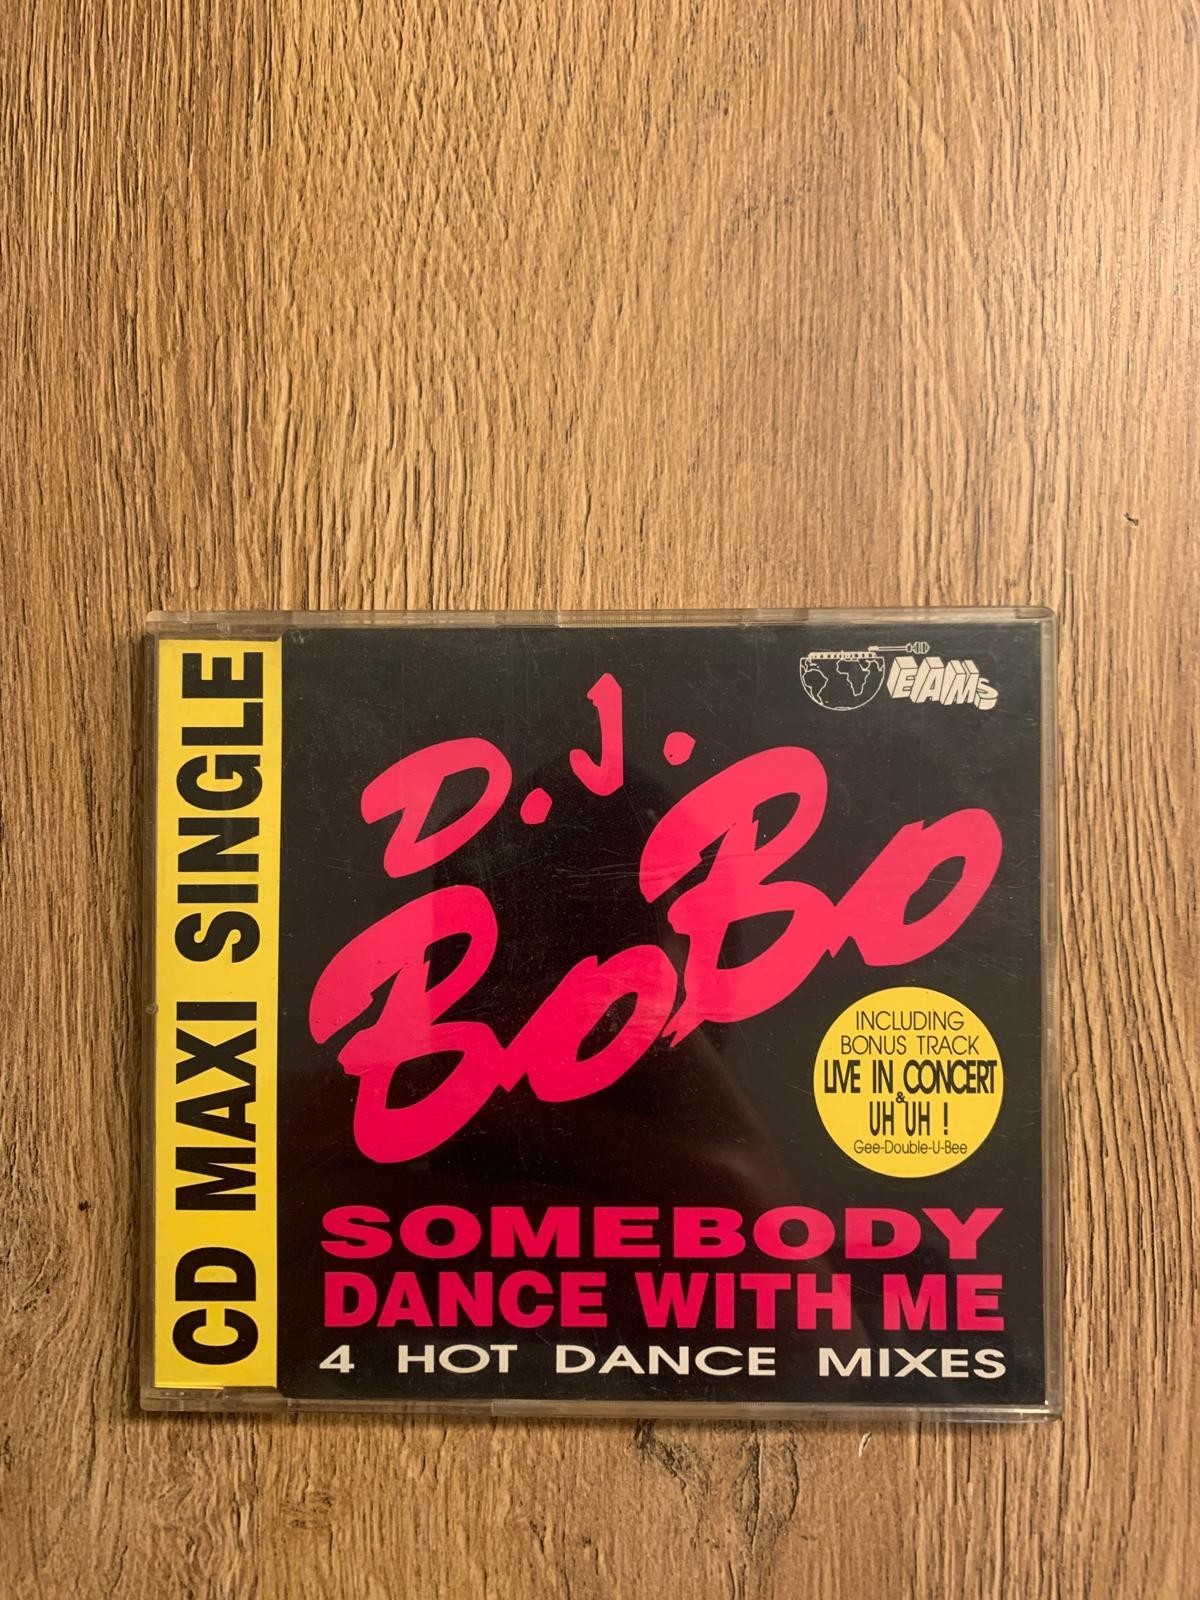 CD MAXI SINGLE
EAMS
D.J.
BoBo
INCLUDING
BONUS TRACK
LIVE IN CONCERT
&
UH UH !
Gee-Double-U-Bee
SOMEBODY
DANCE WITH ME
4 HOT DANCE MIXES